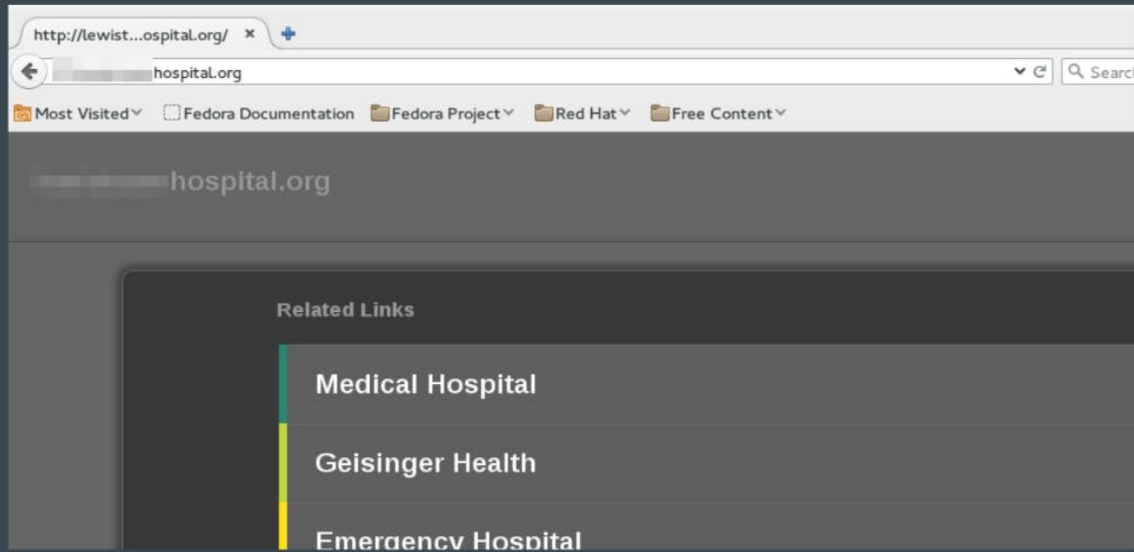 http://lewist...ospital.org/
hospital.org
Search
Most Visited Fedora Documentation Fedora Project Red Hat Free Content
hospital.org
Related Links
Medical Hospital
Geisinger Health
Emergency Hospital